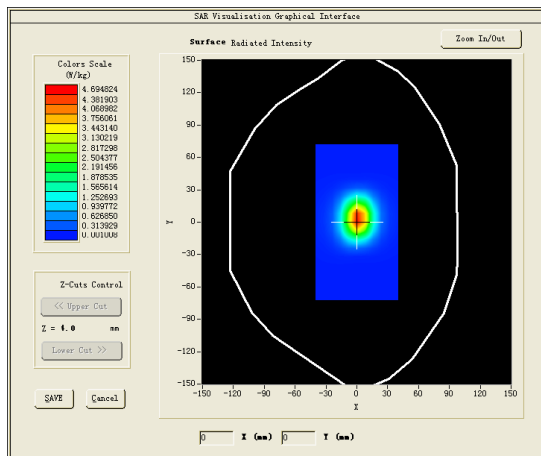 SAR Visualisation Graphical Interface
Surface Radiated Intensity
Zoom In/Out
Colors Scale
(W/kg)
4.694824
4.381903
4.068982
3.756061
3.443140
3.130219
2.817298
2.504377
2.191456
1.878535
1.565614
1.252693
0.939772
0.626850
0.313929
0.001008
150
120
90
60
30
0
-30
-60
-90
-120
-150
Y
-150 -120 -90 -60 -30 0 30 60 90 120 150
X
Z-Cuts Control
<< Upper Cut
Z = 4.0 mm
Lower Cut >>
SAVE Cancel
0 X (mm) 0 Y (mm)